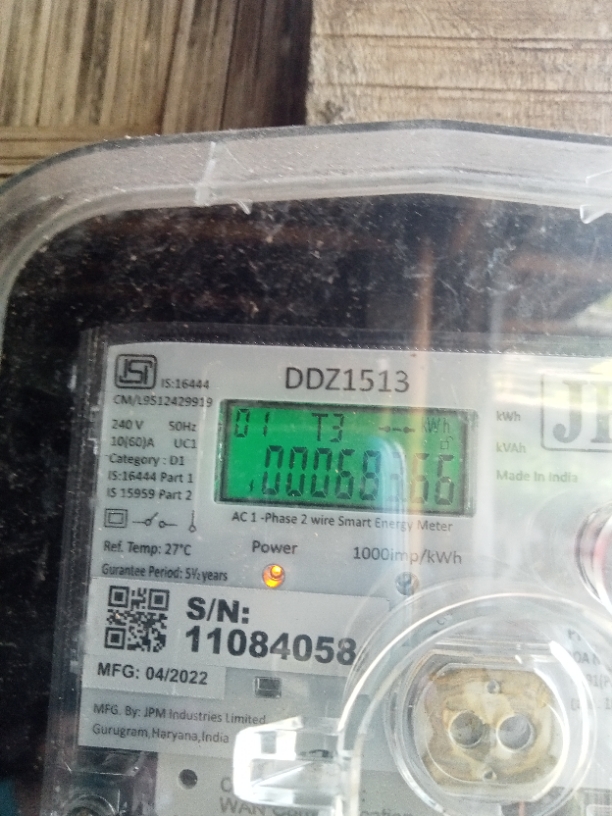 IS:16444
CM/L9512429919
DDZ1513
240 V 50Hz
10(60)A UC1
Category : D1
IS:16444 Part 1
IS 15959 Part 2
01 T3 kWh
kWh
kVAh
Made In India
AC 1 -Phase 2 wire Smart Energy Meter
Ref. Temp: 27°C
Power
1000imp/kWh
Gurantee Period: 5½ years
S/N:
11084058
MFG: 04/2022
MFG. By: JPM Industries Limited
Gurugram,Haryana,India
WAN